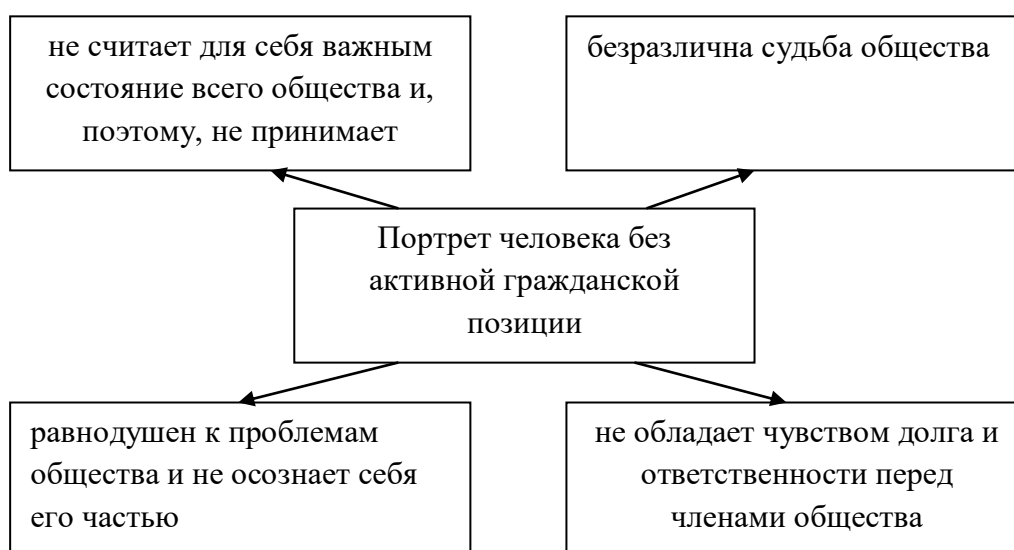 не считает для себя важным
состояние всего общества и,
поэтому, не принимает
безразлична судьба общества
Портрет человека без
активной гражданской
позиции
равнодушен к проблемам
общества и не осознает себя
его частью
не обладает чувством долга и
ответственности перед
членами общества